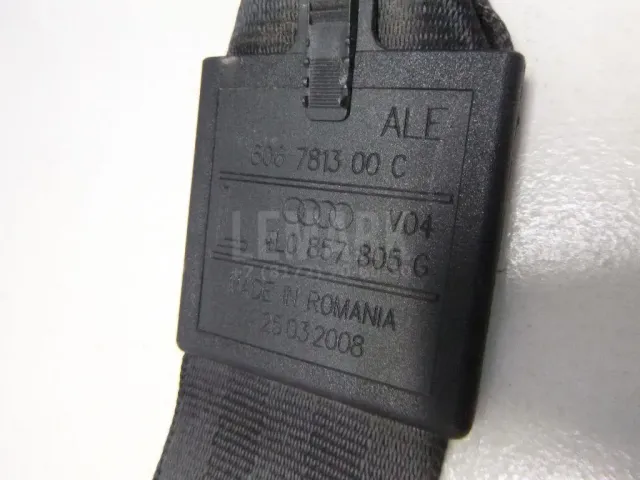 ALE
606 7813 00 C
V04
4L0 857 805 G
MADE IN ROMANIA
25.03.2008